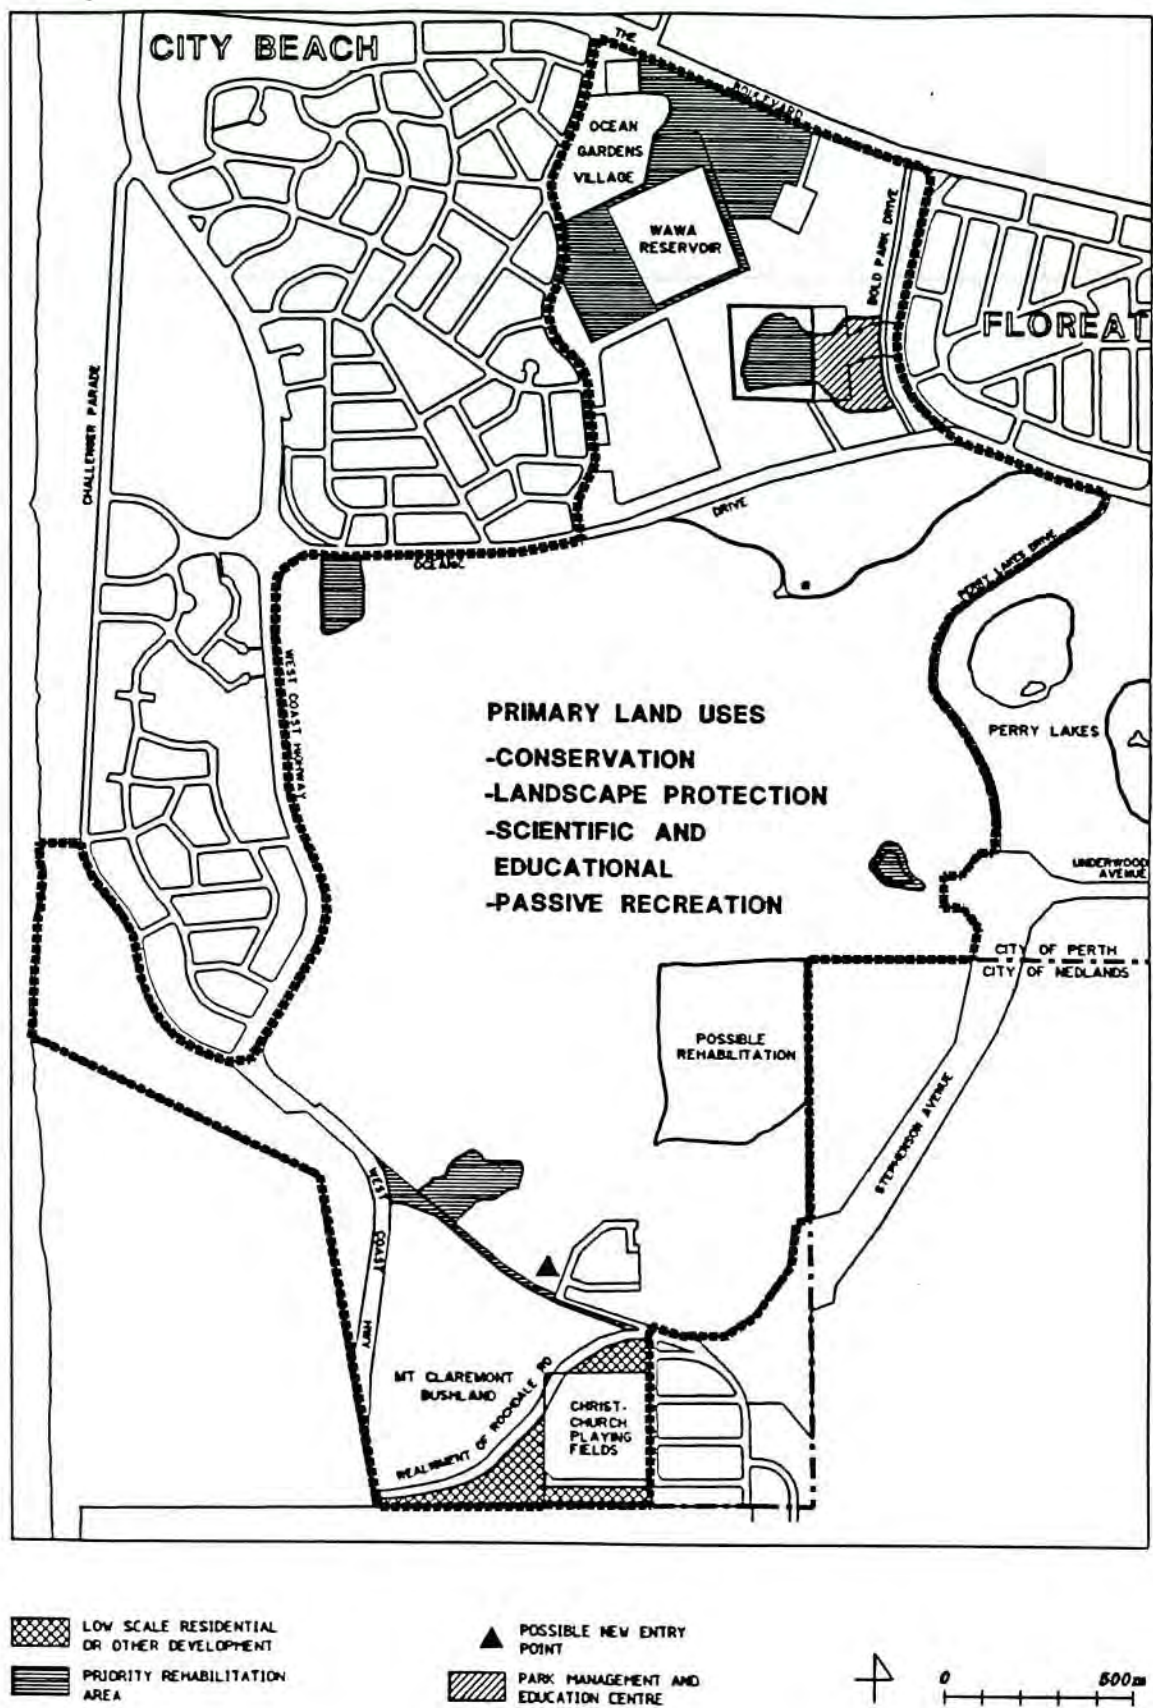 CITY BEACH
THE
BOULEVARD
OCEAN
GARDENS
VILLAGE
WAWA
RESERVOIR
BOLD PARK DRIVE
FLOREAT
CHALLENGER PARADE
DRIVE
OCEANIC
PERRY LAKES DRIVE
WEST COAST HIGHWAY
PRIMARY LAND USES
-CONSERVATION
-LANDSCAPE PROTECTION
-SCIENTIFIC AND
EDUCATIONAL
-PASSIVE RECREATION
PERRY LAKES
UNDERWOOD
AVENUE
CITY OF PERTH
CITY OF NEDLANDS
POSSIBLE
REHABILITATION
STEPHENSON AVENUE
WEST
COAST
HWY
MT CLAREMONT
BUSHLAND
REALINMENT OF ROCHDALE RD
CHRIST-
CHURCH
PLAYING
FIELDS
LOW SCALE RESIDENTIAL
OR OTHER DEVELOPMENT
PRIORITY REHABILITATION
AREA
POSSIBLE NEW ENTRY
POINT
PARK MANAGEMENT AND
EDUCATION CENTRE
0 500m